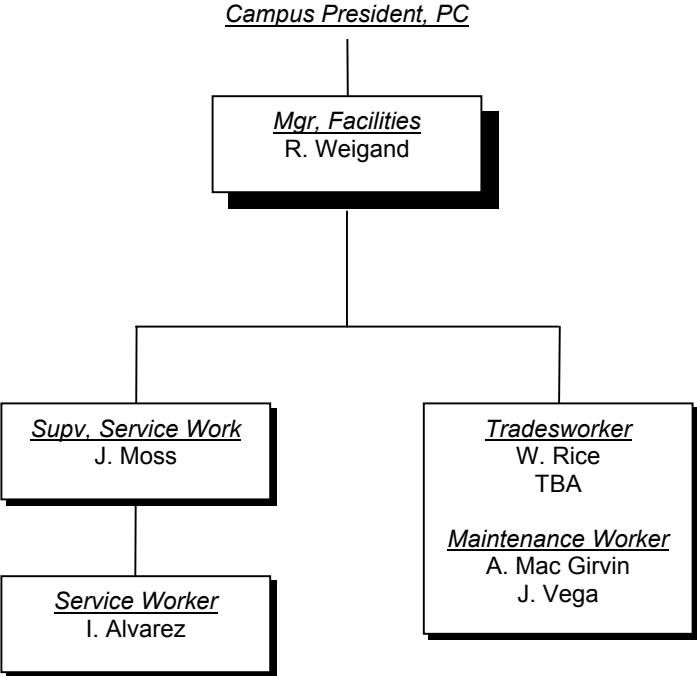 Campus President, PC
Mgr, Facilities
R. Weigand
Supv, Service Work
J. Moss
Service Worker
I. Alvarez
Tradesworker
W. Rice
TBA
Maintenance Worker
A. Mac Girvin
J. Vega